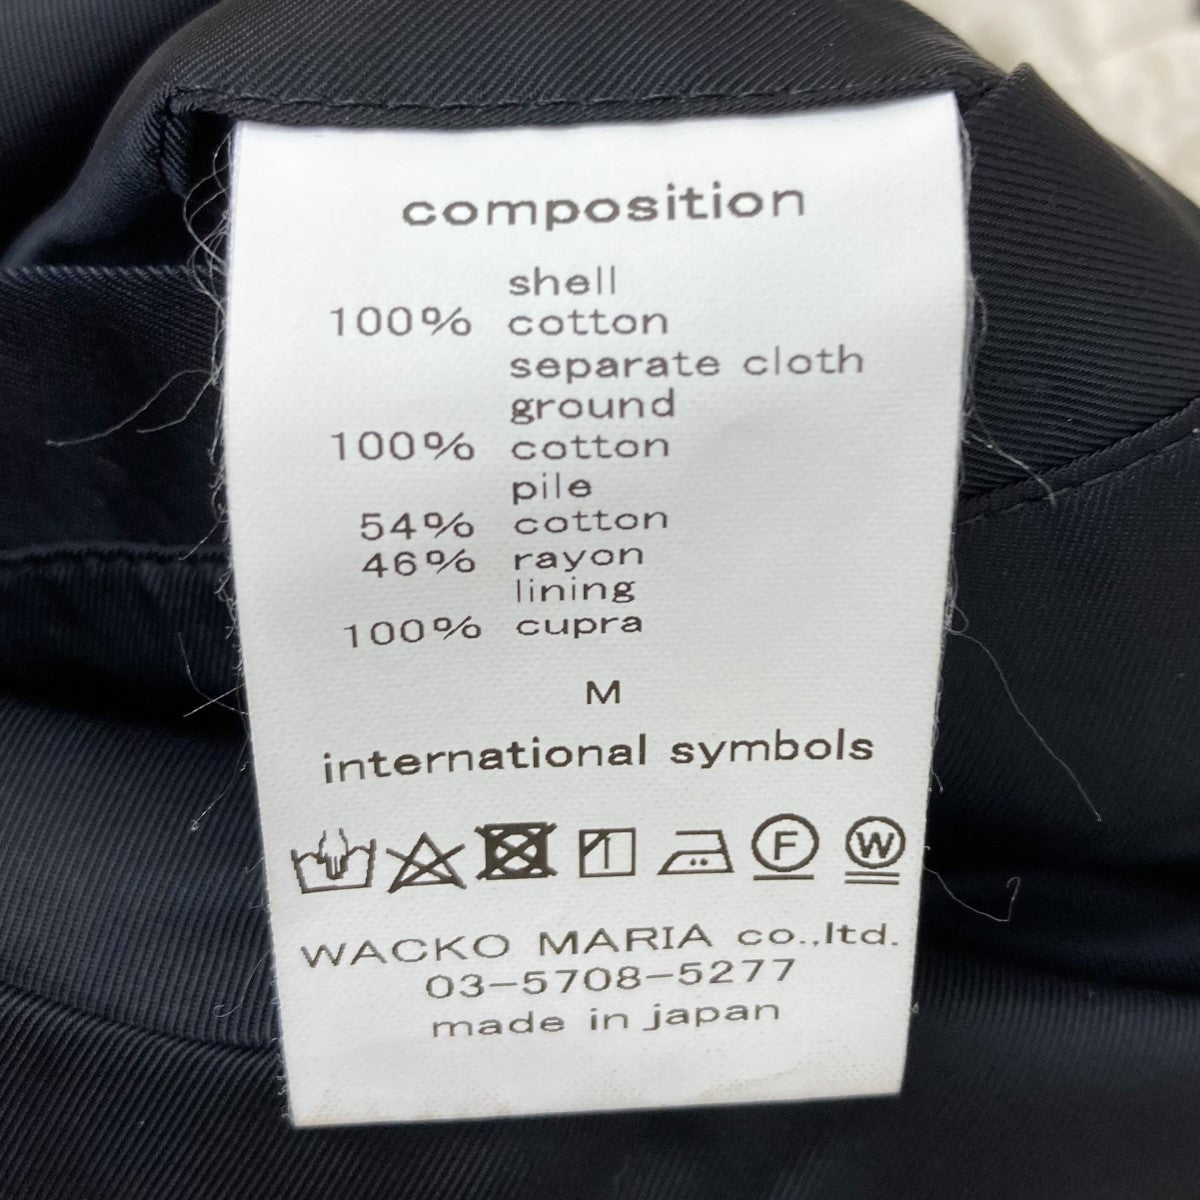 composition
shell
100% cotton
separate cloth
ground
100% cotton
pile
54% cotton
46% rayon
lining
100% cupra
M
international symbols
F W
WACKO MARIA co.,ltd.
03-5708-5277
made in japan